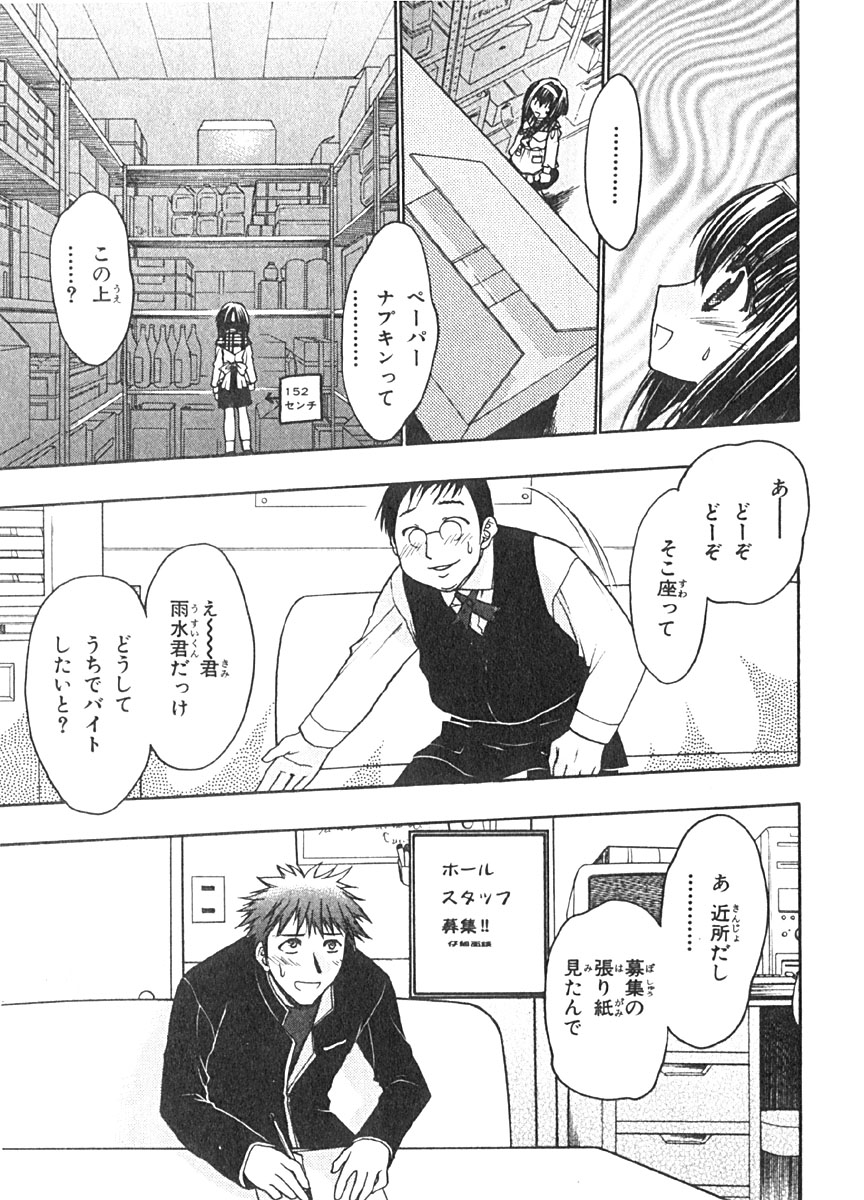 …………
ペーパー
ナプキンって
…………
この上
……?
152
センチ
あー
どーぞ
どーぞ
そこ座って
え〜〜君
雨水君だっけ
どうして
うちでバイト
したいと?
あ 近所だし
…………
募集の
張り紙
見たんで
ホール
スタッフ
募集!!